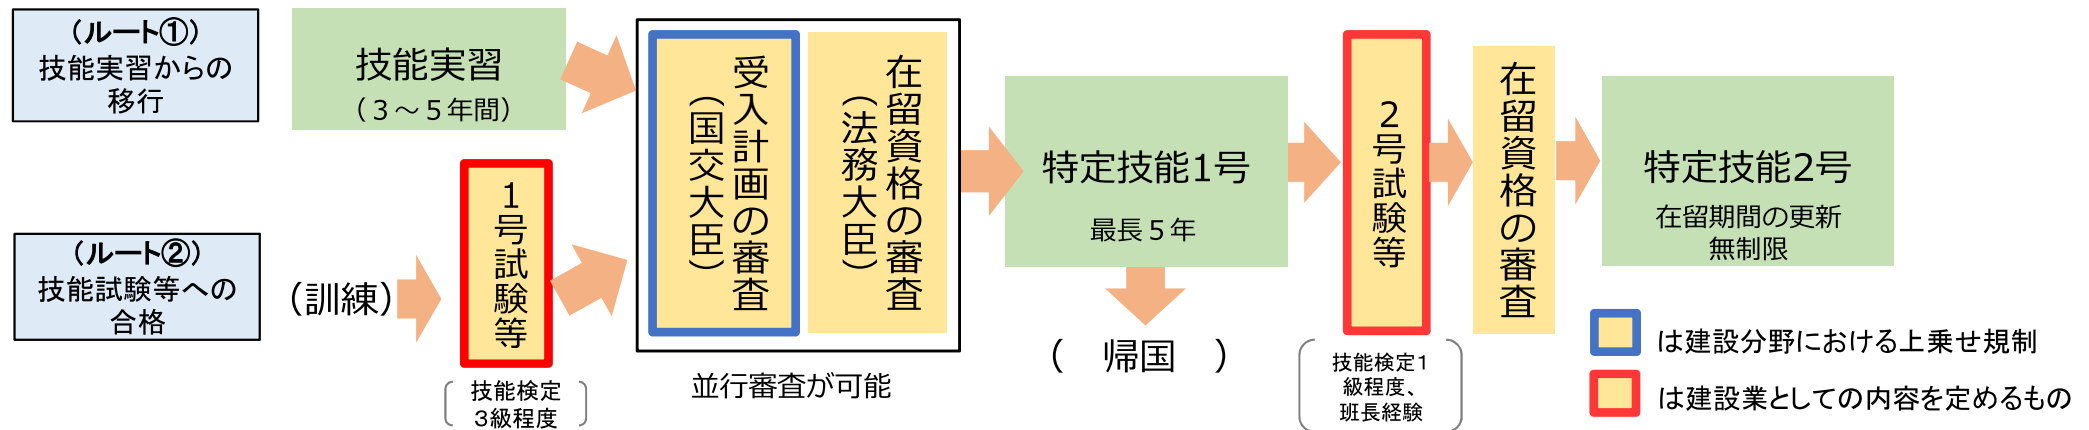 （ルート①）
技能実習からの
移行
技能実習
（３～５年間）
（ルート②）
技能試験等への
合格
（訓練）
１号試験等
技能検定
３級程度
受入計画の審査
（国交大臣）
在留資格の審査
（法務大臣）
並行審査が可能
特定技能1号
最長５年
（　帰国　）
２号試験等
技能検定１
級程度、
班長経験
在留資格の審査
特定技能2号
在留期間の更新
無制限
は建設分野における上乗せ規制
は建設業としての内容を定めるもの